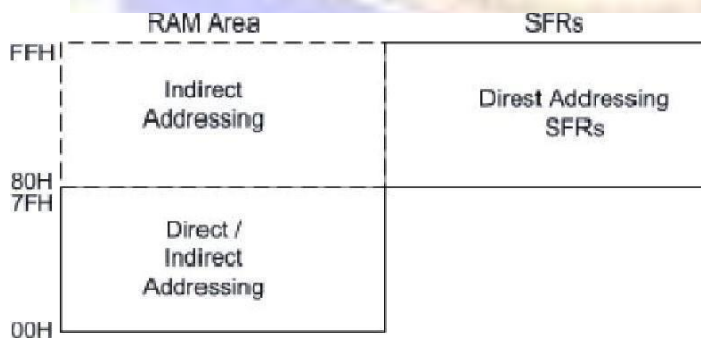 RAM Area SFRs
FFH
Indirect
Addressing
Direst Addressing
SFRs
80H
7FH
Direct /
Indirect
Addressing
00H